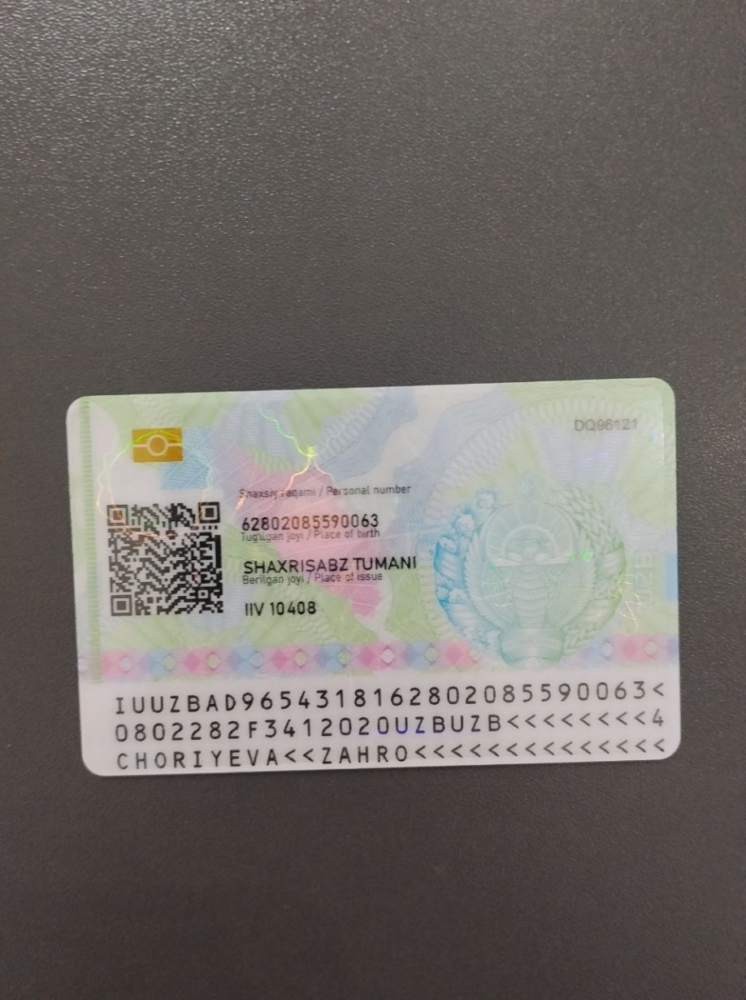 DQ96121
Shaxsiy raqami / Personal number
62802085590063
Tug'ilgan joyi / Place of birth
SHAXRISABZ TUMANI
Berilgan joyi / Place of issue
IIV 10408
IUUZBAD9654318162802085590063<
0802282F3412020UZBUZB<<<<<<<<4
CHORIYEVA<<ZAHRO<<<<<<<<<<<<<<